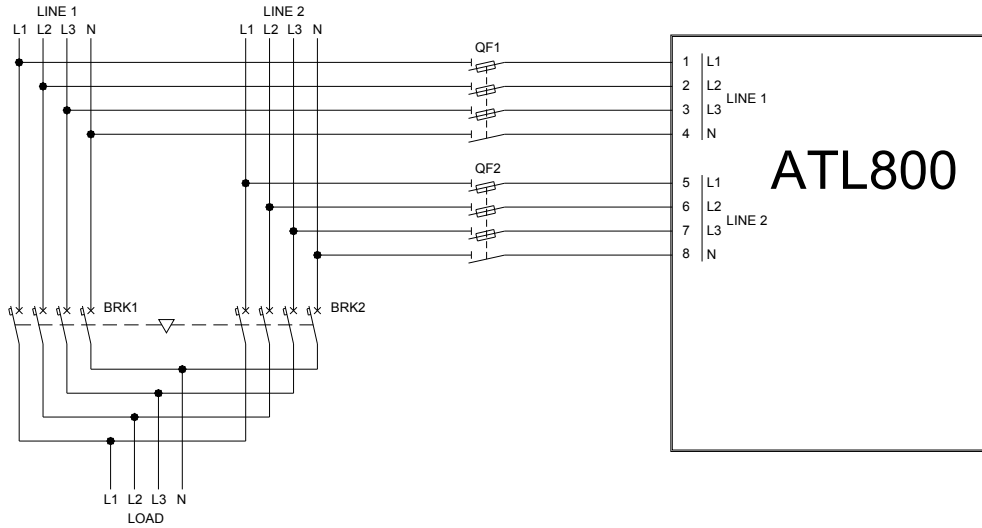 LINE 1
L1 L2 L3 N
LINE 2
L1 L2 L3 N
QF1
1 L1
2 L2
3 L3
4 N
LINE 1
ATL800
QF2
5 L1
6 L2
7 L3
8 N
LINE 2
BRK1
BRK2
L1 L2 L3 N
LOAD